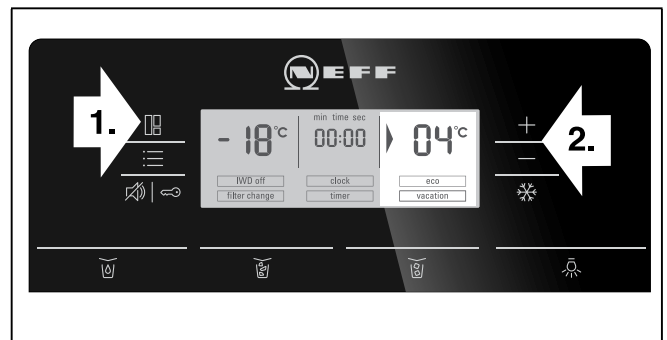 NEFF
1.
2.
min time sec
- 18°C
00:00
04°C
+
–
IWD off
clock
eco
filter change
timer
vacation